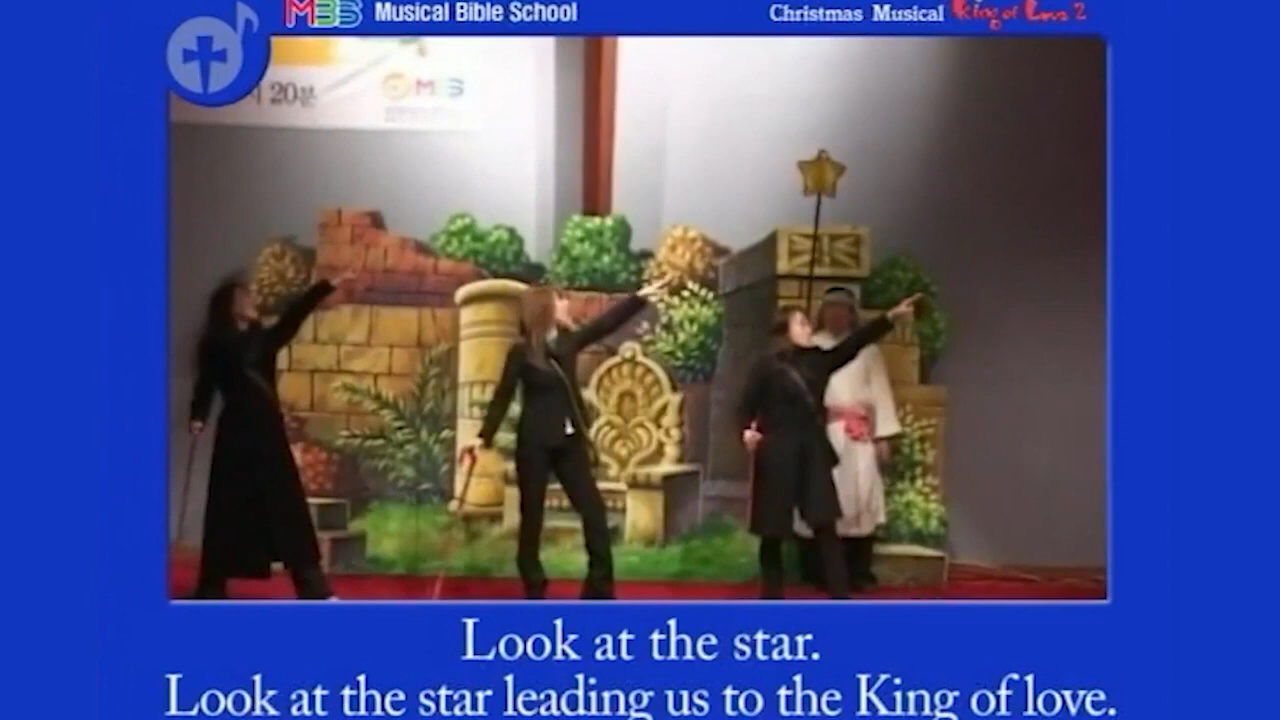 MBS Musical Bible School
Christmas Musical King of Love 2
20분
MBS
Look at the star.
Look at the star leading us to the King of love.